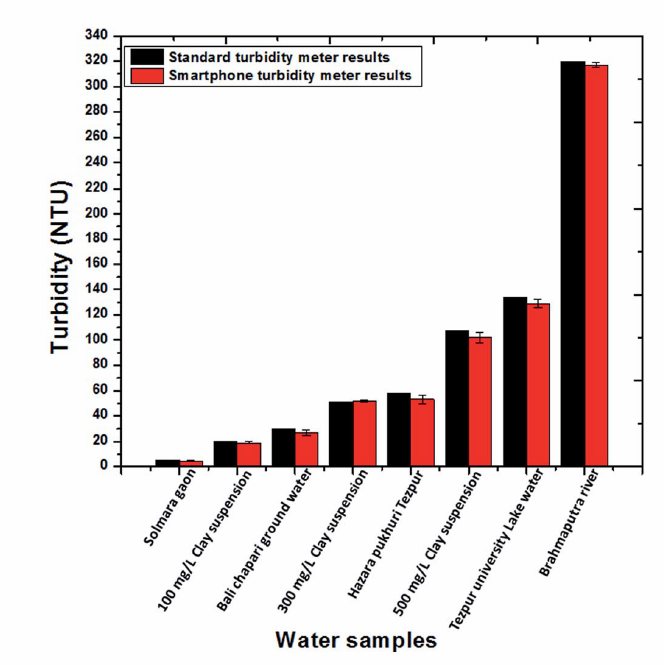 340
320
300
280
260
240
220
200
180
160
140
120
100
80
60
40
20
0
Turbidity (NTU)
Standard turbidity meter results
Smartphone turbidity meter results
Solmara gaon
100 mg/L Clay suspension
Bali chapari ground water
300 mg/L Clay suspension
Hazara pukhuri Tezpur
500 mg/L Clay suspension
Tezpur university Lake water
Brahmaputra river
Water samples